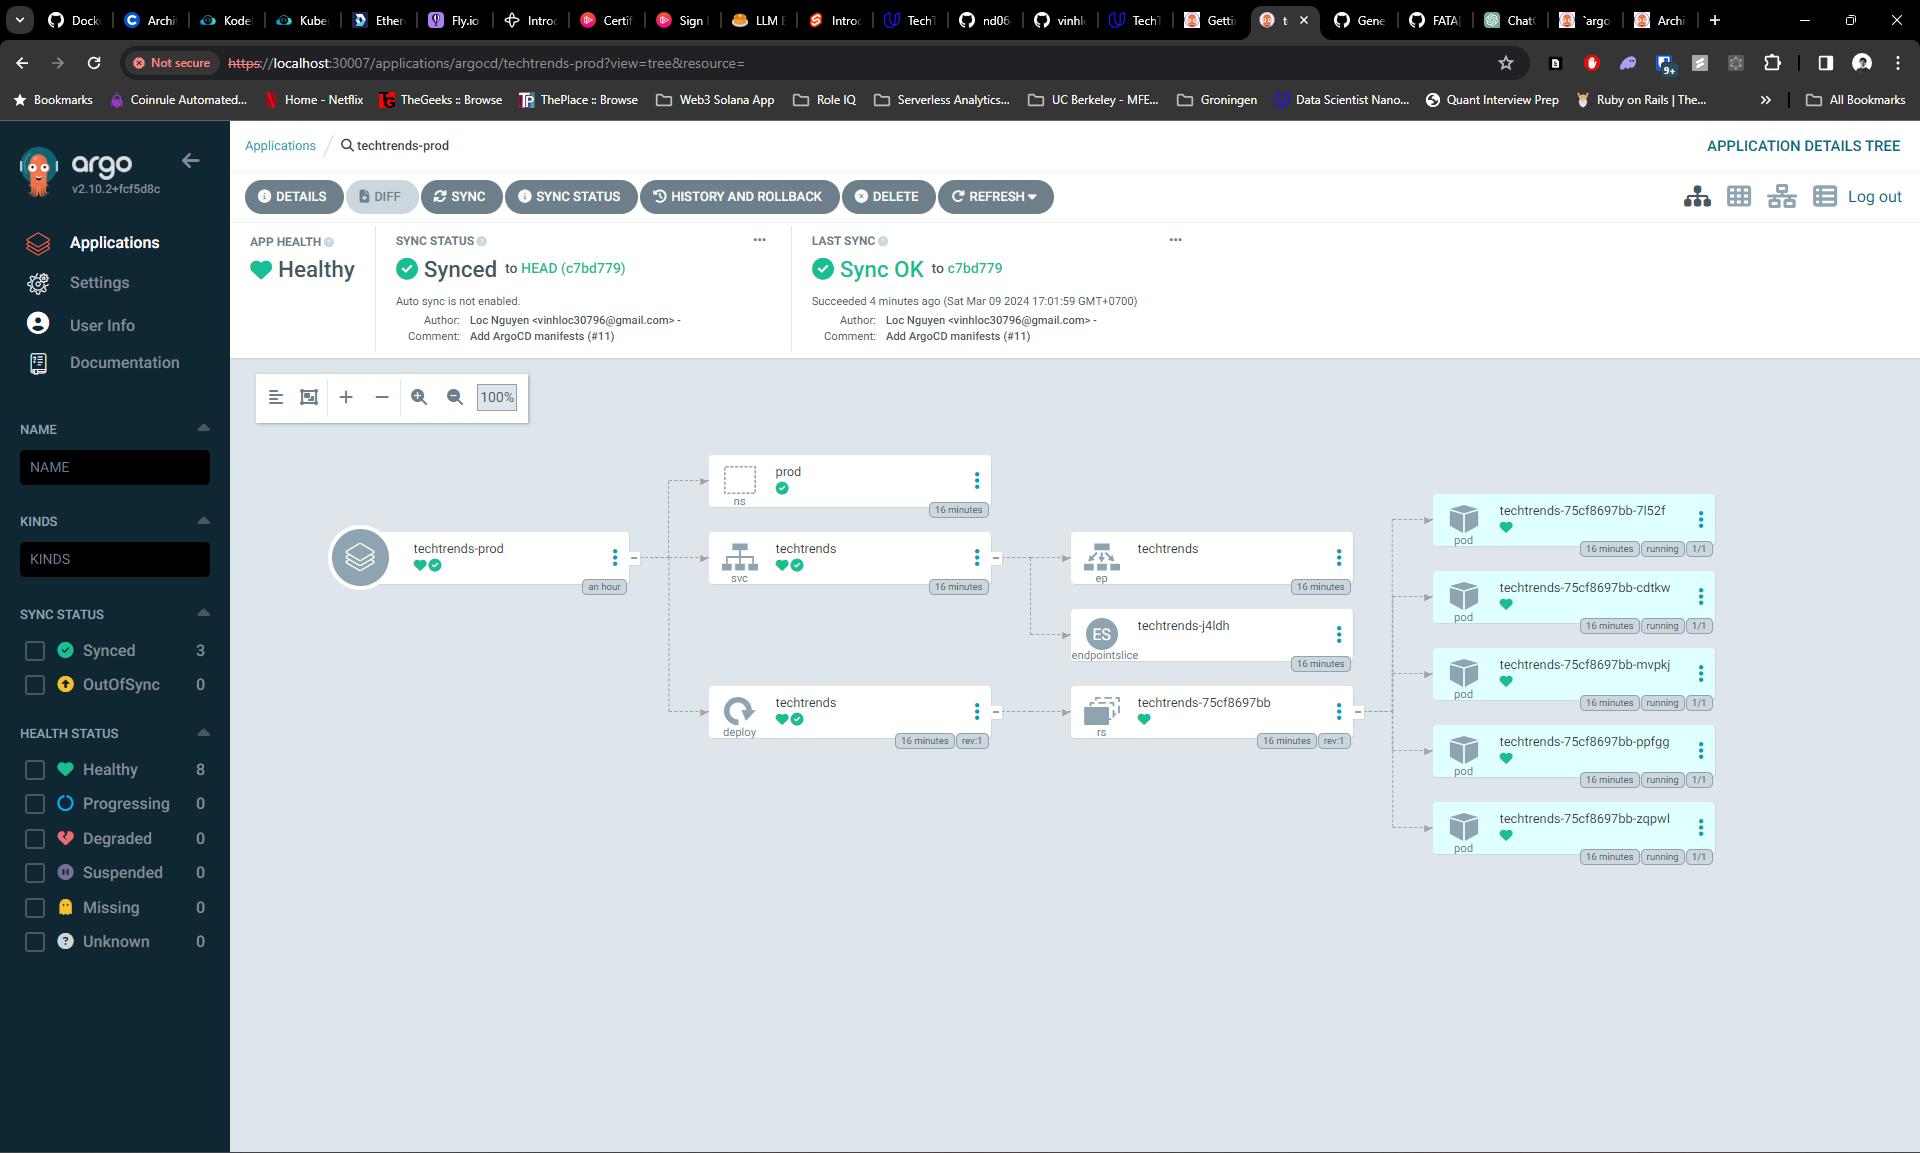 Docke
Archit
Kodel
Kuber
Ether
Fly.io
Introd
Certif
Sign I
LLM E
Introd
TechT
nd06
vinhlo
TechT
Gettin
t
Gene
FATA[
ChatG
`argo
Archi
Not secure
https://localhost:30007/applications/argocd/techtrends-prod?view=tree&resource=
9+
Bookmarks
Coinrule Automated...
Home - Netflix
TheGeeks :: Browse
ThePlace :: Browse
Web3 Solana App
Role IQ
Serverless Analytics...
UC Berkeley - MFE...
Groningen
Data Scientist Nano...
Quant Interview Prep
Ruby on Rails | The...
All Bookmarks
argo
v2.10.2+fcf5d8c
Applications
Settings
User Info
Documentation
NAME
NAME
KINDS
KINDS
SYNC STATUS
Synced 3
OutOfSync 0
HEALTH STATUS
Healthy 8
Progressing 0
Degraded 0
Suspended 0
Missing 0
Unknown 0
Applications / techtrends-prod
APPLICATION DETAILS TREE
DETAILS
DIFF
SYNC
SYNC STATUS
HISTORY AND ROLLBACK
DELETE
REFRESH
Log out
APP HEALTH
Healthy
SYNC STATUS
Synced to HEAD (c7bd779)
Auto sync is not enabled.
Author: Loc Nguyen <vinhloc30796@gmail.com> -
Comment: Add ArgoCD manifests (#11)
LAST SYNC
Sync OK to c7bd779
Succeeded 4 minutes ago (Sat Mar 09 2024 17:01:59 GMT+0700)
Author: Loc Nguyen <vinhloc30796@gmail.com> -
Comment: Add ArgoCD manifests (#11)
100%
techtrends-prod
an hour
prod
ns
16 minutes
techtrends
svc
16 minutes
techtrends
deploy
16 minutes
rev:1
techtrends
ep
16 minutes
ES
techtrends-j4ldh
endpointslice
16 minutes
techtrends-75cf8697bb
rs
16 minutes
rev:1
techtrends-75cf8697bb-7l52f
pod
16 minutes
running
1/1
techtrends-75cf8697bb-cdtkw
pod
16 minutes
running
1/1
techtrends-75cf8697bb-mvpkj
pod
16 minutes
running
1/1
techtrends-75cf8697bb-ppfgg
pod
16 minutes
running
1/1
techtrends-75cf8697bb-zqpwl
pod
16 minutes
running
1/1